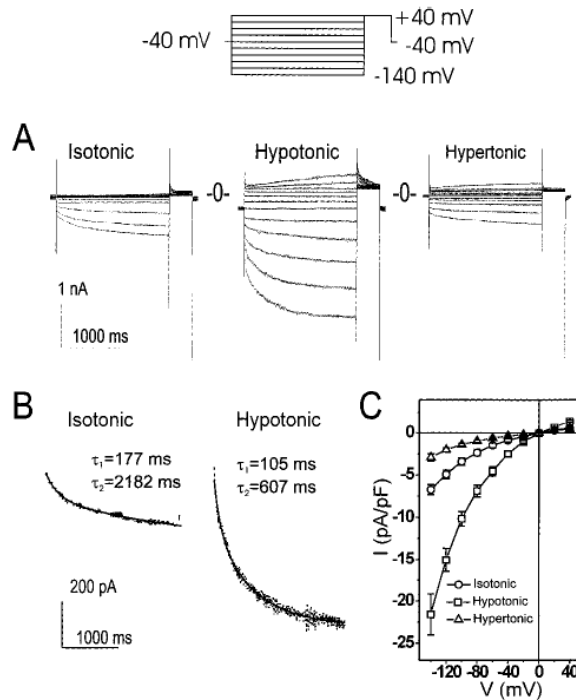 +40 mV
-40 mV
-40 mV
-140 mV
A
Isotonic
Hypotonic
Hypertonic
-0-
-0-
1 nA
1000 ms
B
Isotonic
Hypotonic
τ1=177 ms
τ2=2182 ms
τ1=105 ms
τ2=607 ms
200 pA
1000 ms
C
0
-5
-10
-15
-20
-25
I (pA/pF)
Isotonic
Hypotonic
Hypertonic
-120 -80 -40 0 40
V (mV)